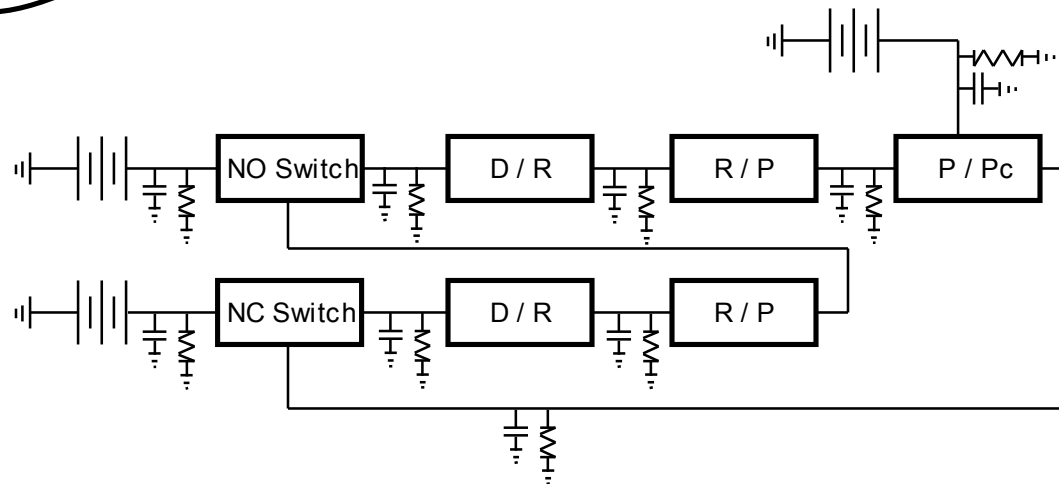 NO Switch
D / R
R / P
P / Pc
NC Switch
D / R
R / P